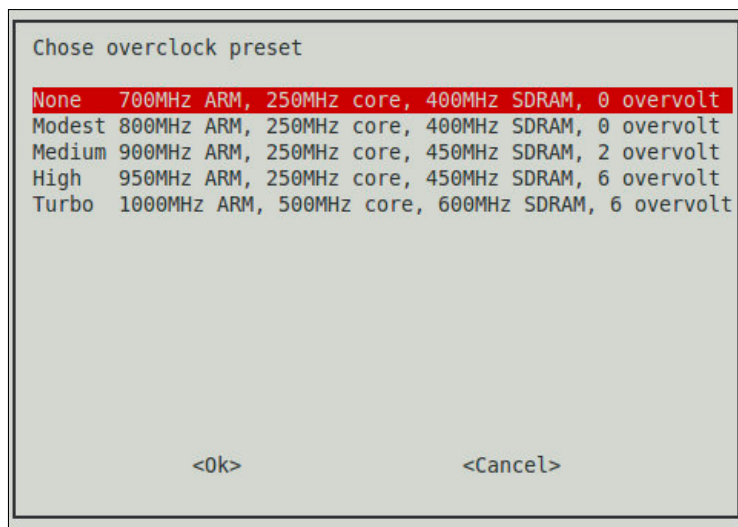 Chose overclock preset
None 700MHz ARM, 250MHz core, 400MHz SDRAM, 0 overvolt
Modest 800MHz ARM, 250MHz core, 400MHz SDRAM, 0 overvolt
Medium 900MHz ARM, 250MHz core, 450MHz SDRAM, 2 overvolt
High 950MHz ARM, 250MHz core, 450MHz SDRAM, 6 overvolt
Turbo 1000MHz ARM, 500MHz core, 600MHz SDRAM, 6 overvolt
<Ok> <Cancel>